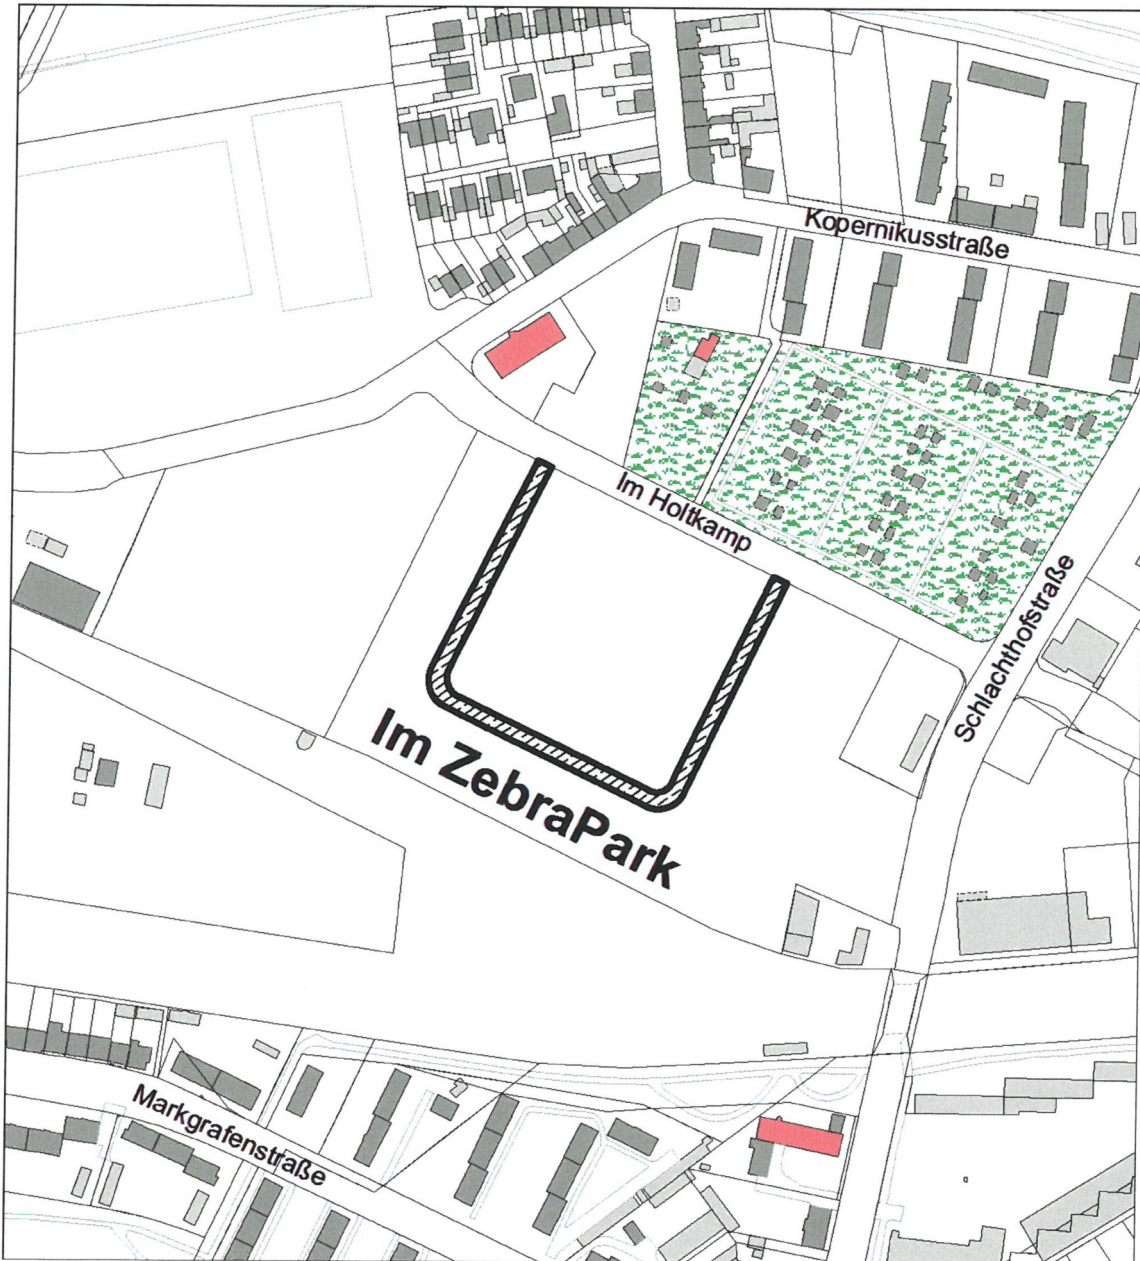 Kopernikusstraße
Im Holtkamp
Schlachthofstraße
Im ZebraPark
Markgrafenstraße